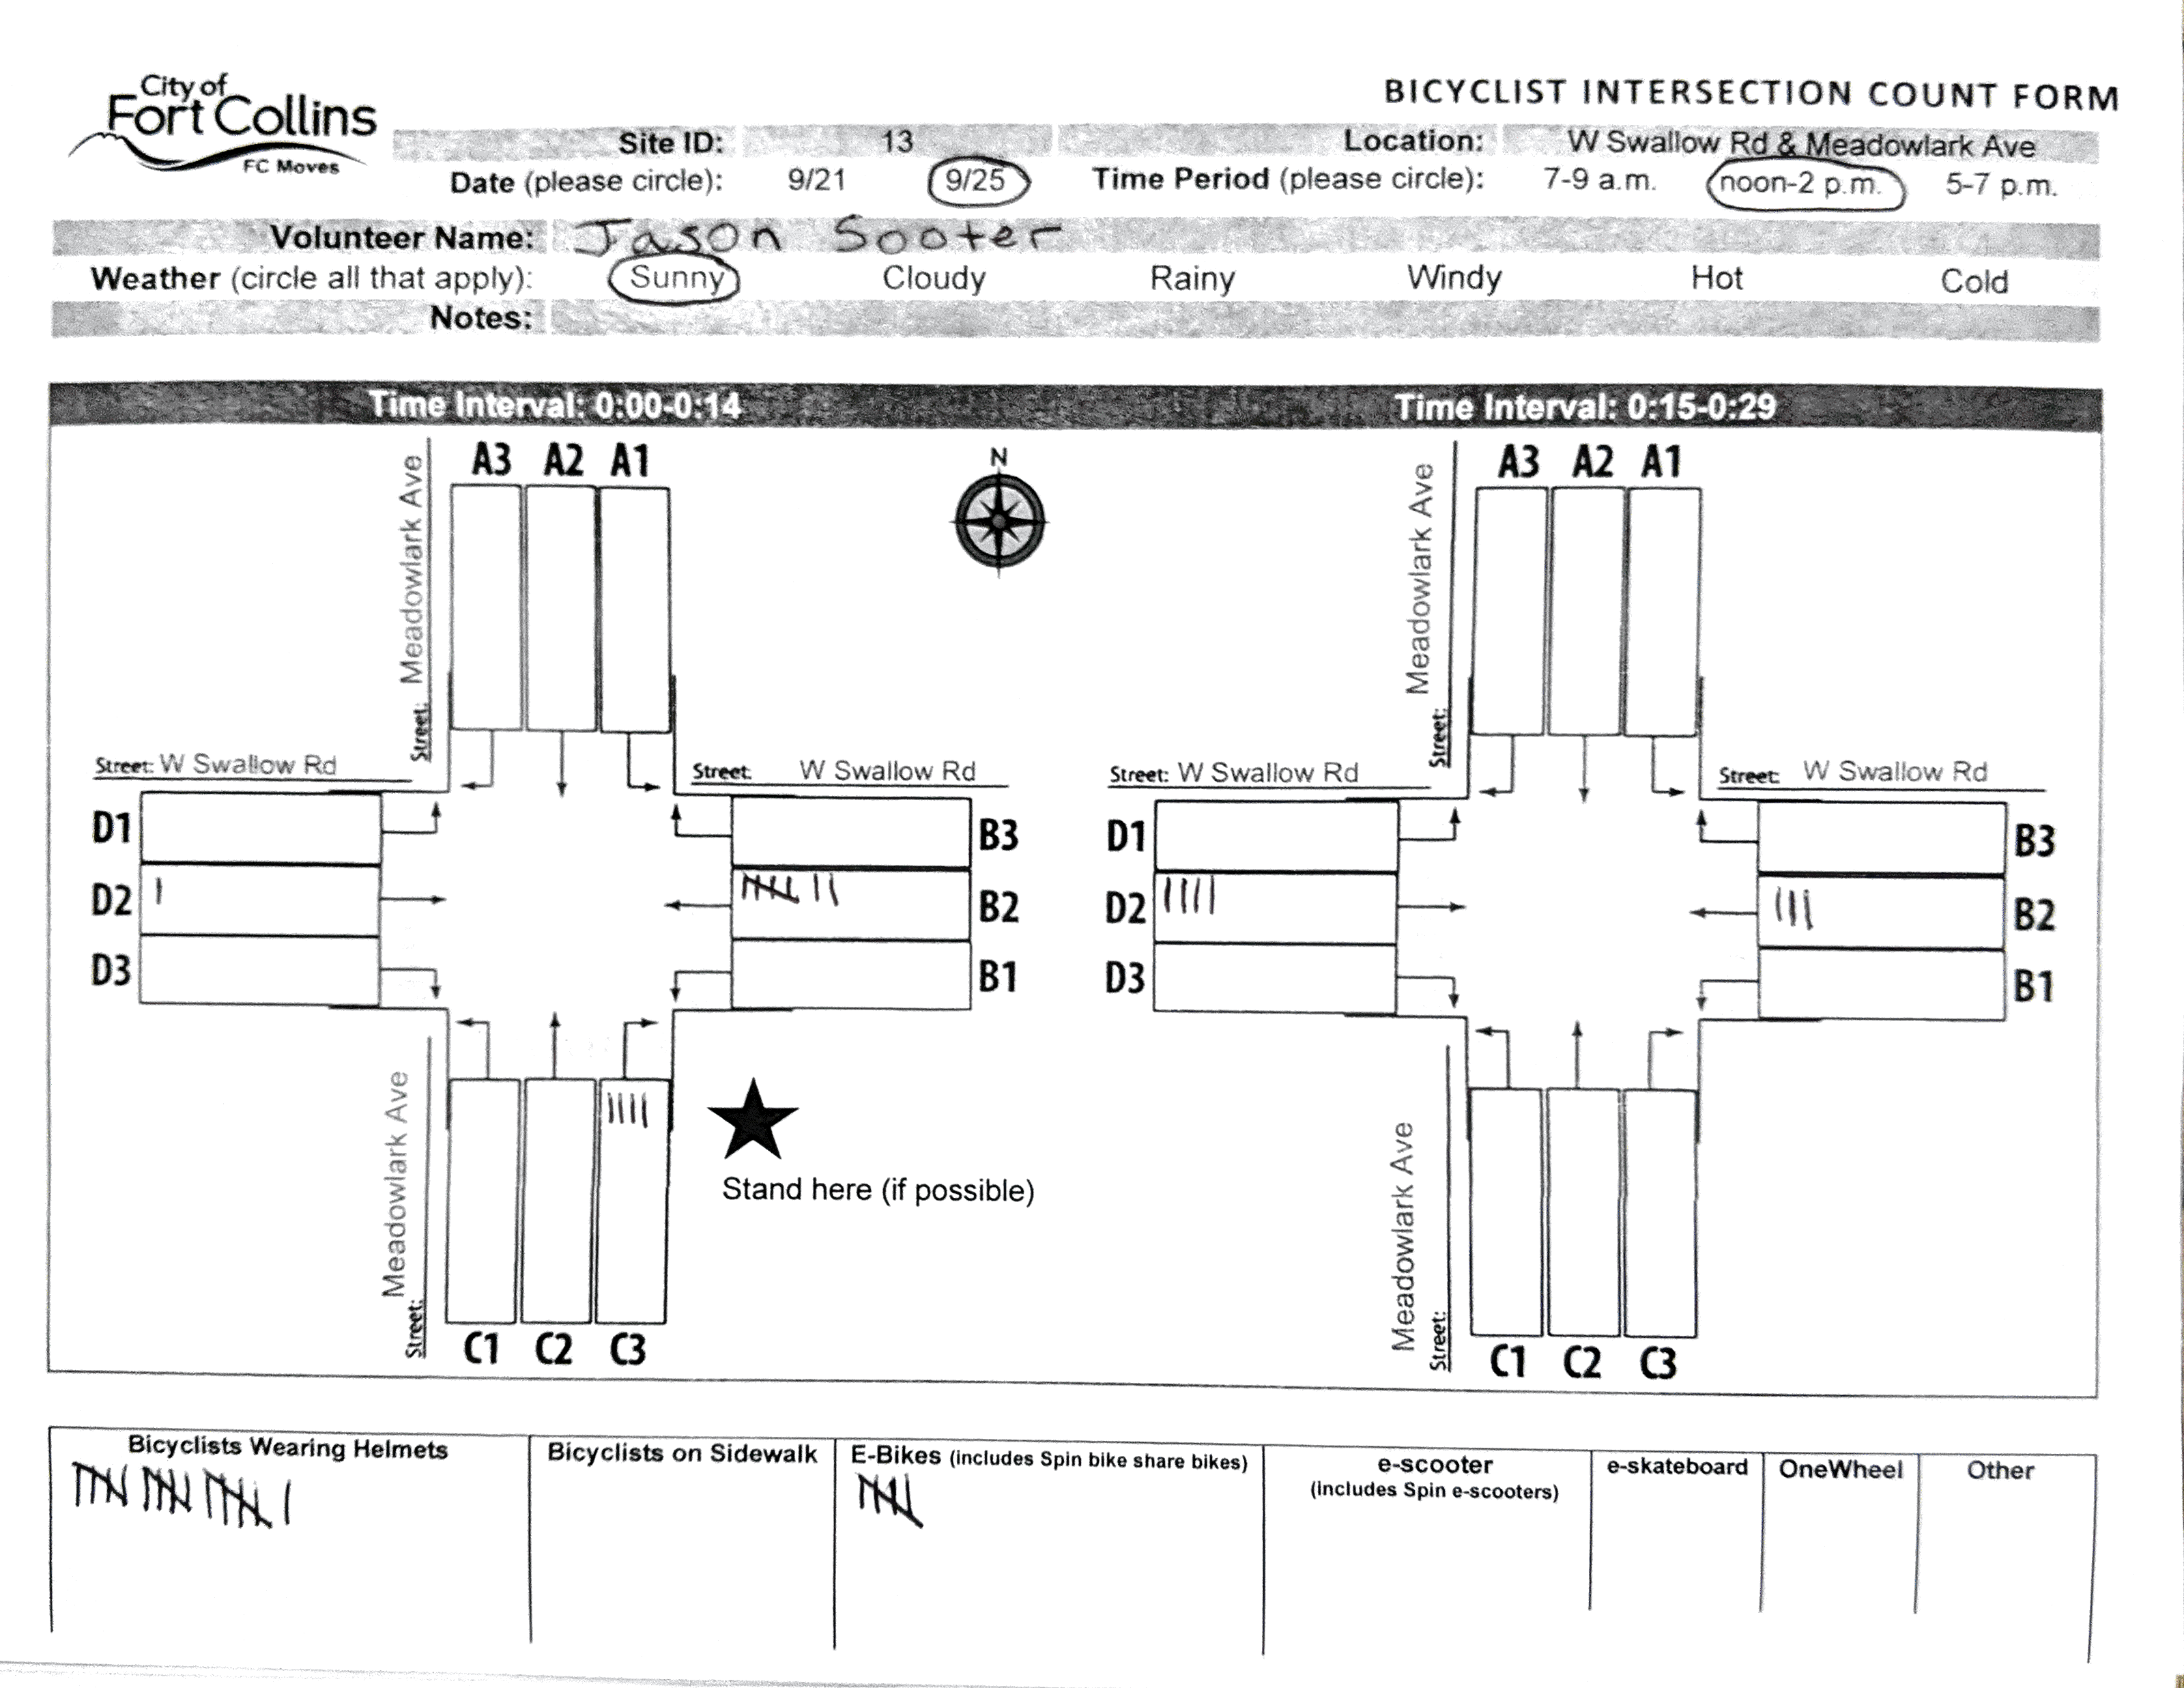 City of
Fort Collins
FC Moves
BICYCLIST INTERSECTION COUNT FORM
Site ID: 13 Location: W Swallow Rd & Meadowlark Ave
Date (please circle): 9/21 9/25 Time Period (please circle): 7-9 a.m. noon-2 p.m. 5-7 p.m.
Volunteer Name: Jason Sooter
Weather (circle all that apply): Sunny Cloudy Rainy Windy Hot Cold
Notes:
Time Interval: 0:00-0:14 Time Interval: 0:15-0:29
A3 A2 A1 N A3 A2 A1
Street: Meadowlark Ave Street: Meadowlark Ave
Street: W Swallow Rd Street: W Swallow Rd Street: W Swallow Rd Street: W Swallow Rd
D1 B3 D1 B3
D2 B2 D2 B2
D3 B1 D3 B1
Street: Meadowlark Ave Street: Meadowlark Ave
Stand here (if possible)
C1 C2 C3 C1 C2 C3
Bicyclists Wearing Helmets Bicyclists on Sidewalk E-Bikes (includes Spin bike share bikes) e-scooter e-skateboard OneWheel Other
(includes Spin e-scooters)